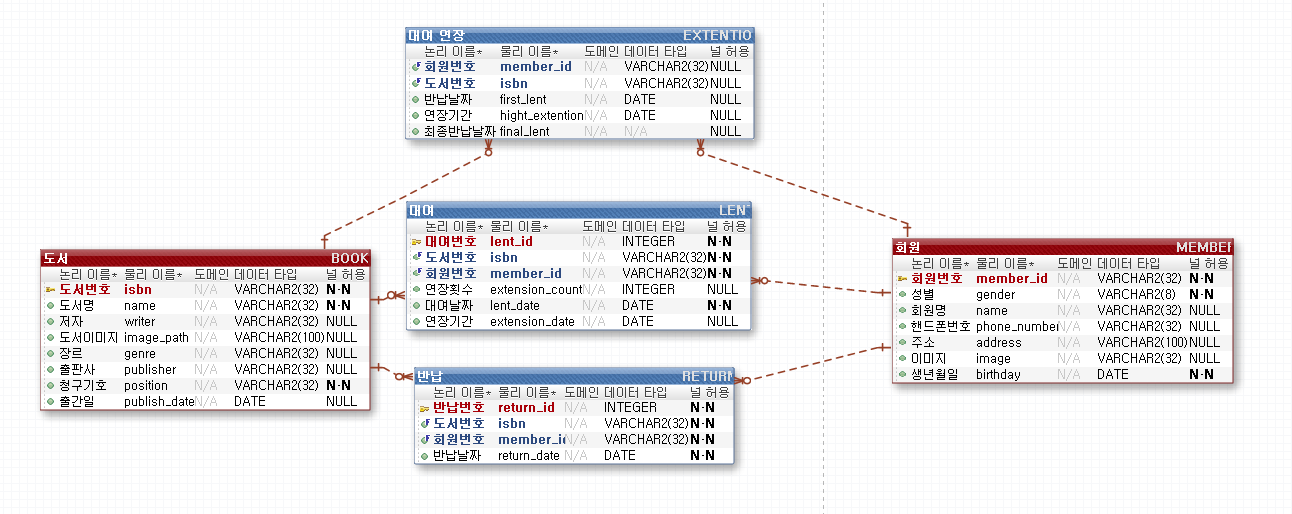 대여 연장 EXTENTIO
논리 이름* 물리 이름* 도메인 데이터 타입 널 허용
회원번호 member_id N/A VARCHAR2(32) NULL
도서번호 isbn N/A VARCHAR2(32) NULL
반납날짜 first_lent N/A DATE NULL
연장기간 hight_extention N/A DATE NULL
최종반납날짜 final_lent N/A N/A NULL
대여 LEN
논리 이름* 물리 이름* 도메인 데이터 타입 널 허용
대여번호 lent_id N/A INTEGER N-N
도서번호 isbn N/A VARCHAR2(32) N-N
회원번호 member_id N/A VARCHAR2(32) N-N
연장횟수 extension_count N/A INTEGER NULL
대여날짜 lent_date N/A DATE N-N
연장기간 extension_date N/A DATE NULL
도서 BOOK
논리 이름* 물리 이름* 도메인 데이터 타입 널 허용
도서번호 isbn N/A VARCHAR2(32) N-N
도서명 name N/A VARCHAR2(32) N-N
저자 writer N/A VARCHAR2(32) NULL
도서이미지 image_path N/A VARCHAR2(100) NULL
장르 genre N/A VARCHAR2(32) NULL
출판사 publisher N/A VARCHAR2(32) NULL
청구기호 position N/A VARCHAR2(32) N-N
출간일 publish_date N/A DATE NULL
회원 MEMBER
논리 이름* 물리 이름* 도메인 데이터 타입 널 허용
회원번호 member_id N/A VARCHAR2(32) N-N
성별 gender N/A VARCHAR2(8) N-N
회원명 name N/A VARCHAR2(32) NULL
핸드폰번호 phone_number N/A VARCHAR2(32) NULL
주소 address N/A VARCHAR2(100) NULL
이미지 image N/A VARCHAR2(32) NULL
생년월일 birthday N/A DATE N-N
반납 RETURN
논리 이름* 물리 이름* 도메인 데이터 타입 널 허용
반납번호 return_id N/A INTEGER N-N
도서번호 isbn N/A VARCHAR2(32) N-N
회원번호 member_id N/A VARCHAR2(32) N-N
반납날짜 return_date N/A DATE N-N